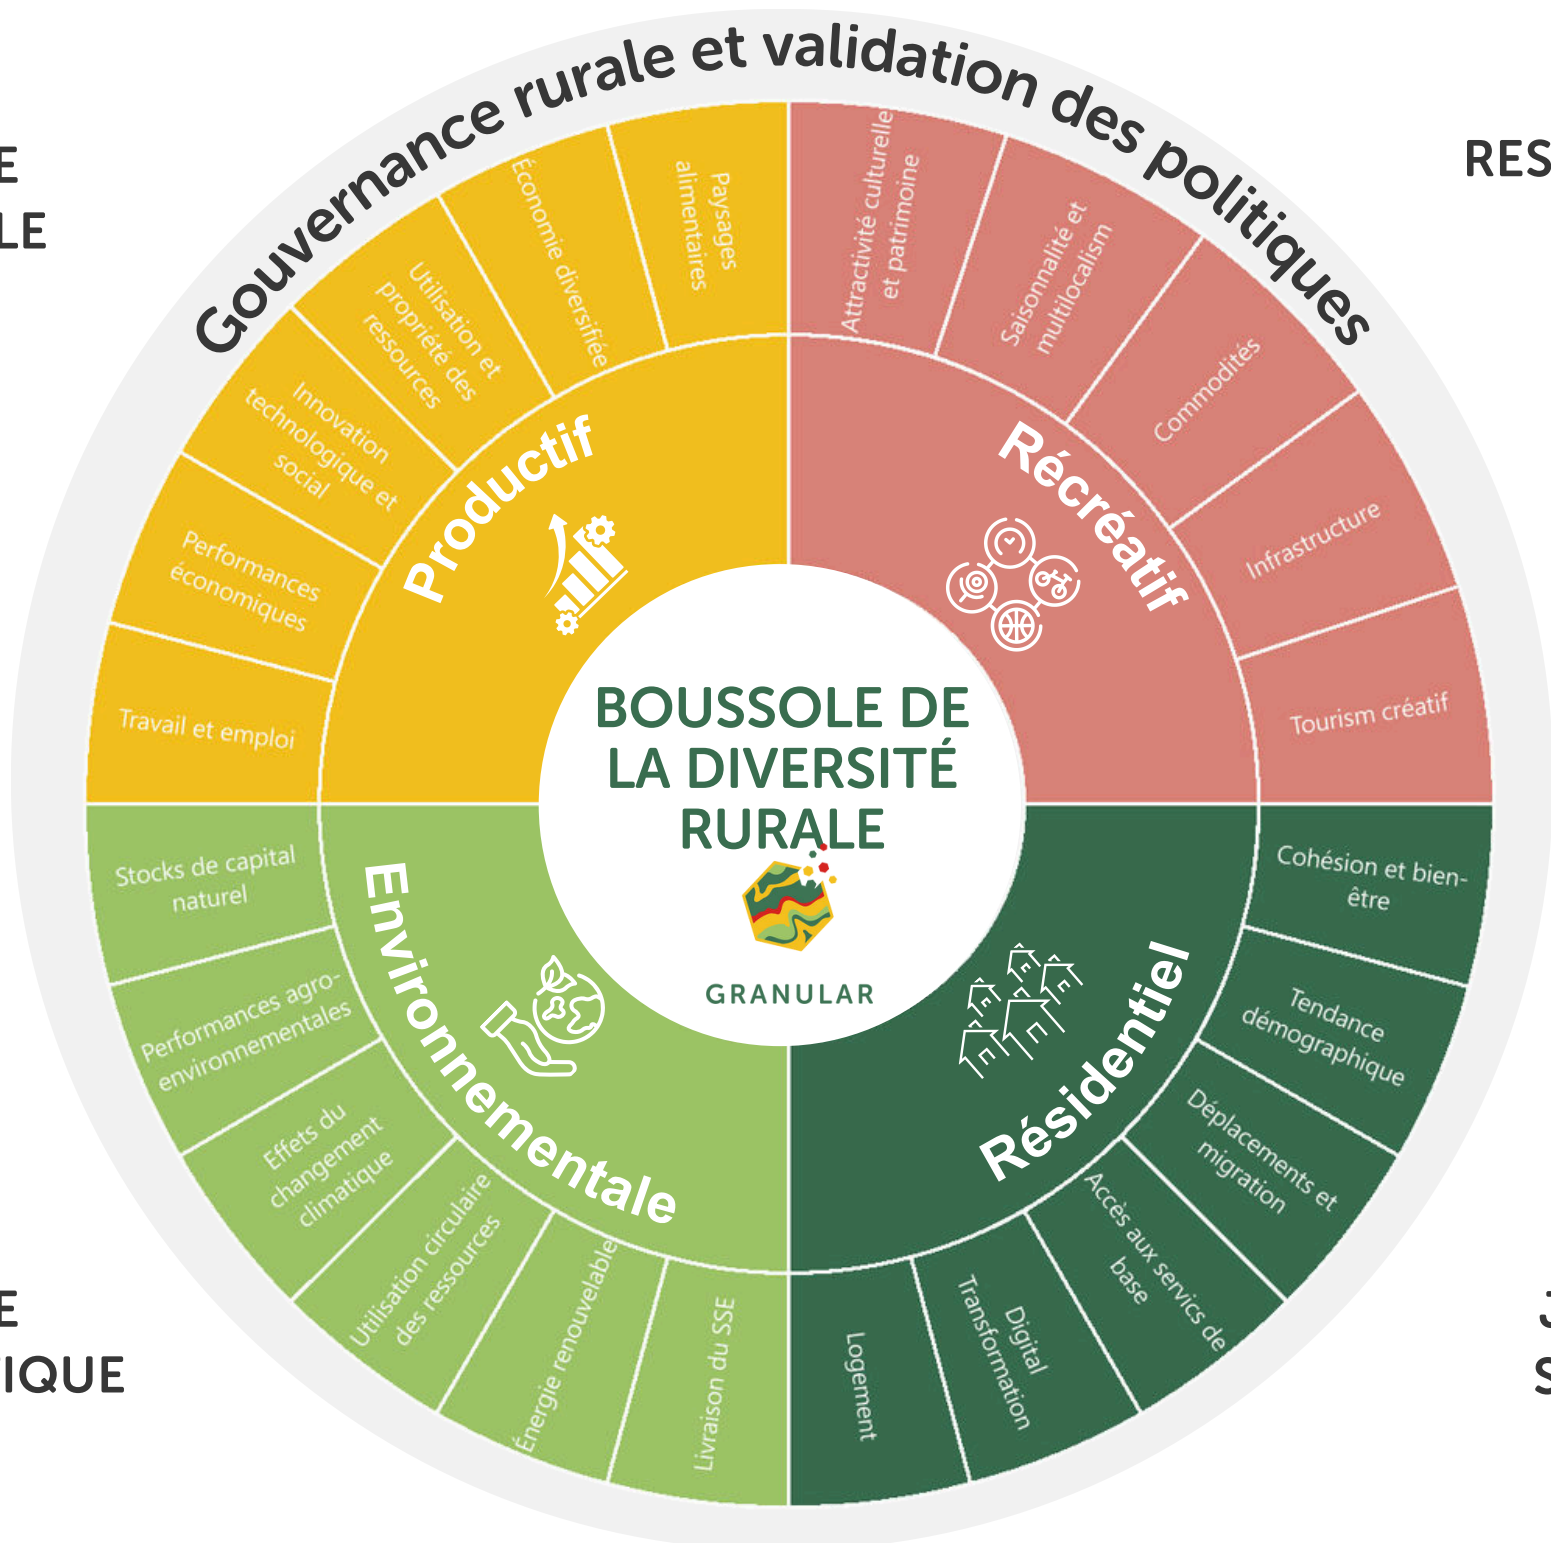 Gouvernance rurale et validation des politiques
E
LE
RES
Productif
Travail et emploi
Performances
économiques
Innovation
technologique et
social
Utilisation et
propriété des
ressources
Économie diversifiée
Paysages
alimentaires
Récréatif
Attractivité culturelle
et patrimoine
Saisonnalité et
multilocalism
Commodités
Infrastructure
Tourism créatif
BOUSSOLE DE
LA DIVERSITÉ
RURALE
GRANULAR
Résidentiel
Cohésion et bien-
être
Tendance
démographique
Déplacements et
migration
Accès aux servics de
base
Digital
Transformation
Logement
Environnementale
Livraison du SSE
Énergie renouvelable
Utilisation circulaire
des ressources
Effets du
changement
climatique
Performances agro-
environnementales
Stocks de capital
naturel
E
IQUE
J
S